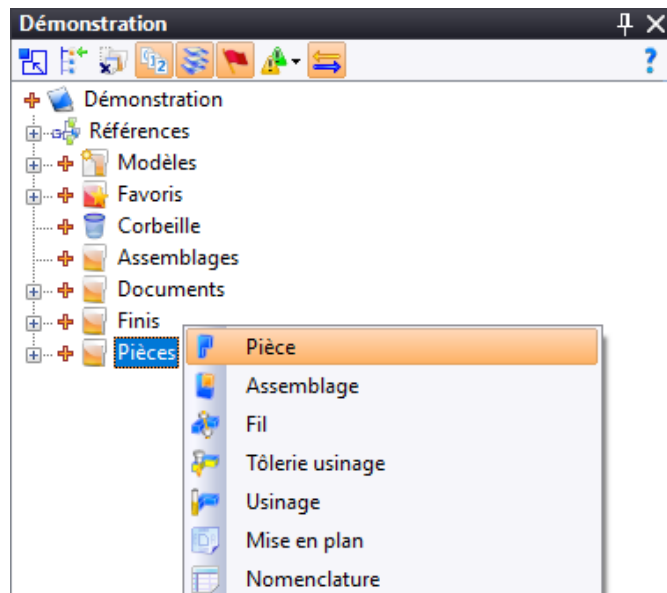 Démonstration
?
Démonstration
Références
Modèles
Favoris
Corbeille
Assemblages
Documents
Finis
Pièces
Pièce
Assemblage
Fil
Tôlerie usinage
Usinage
Mise en plan
Nomenclature